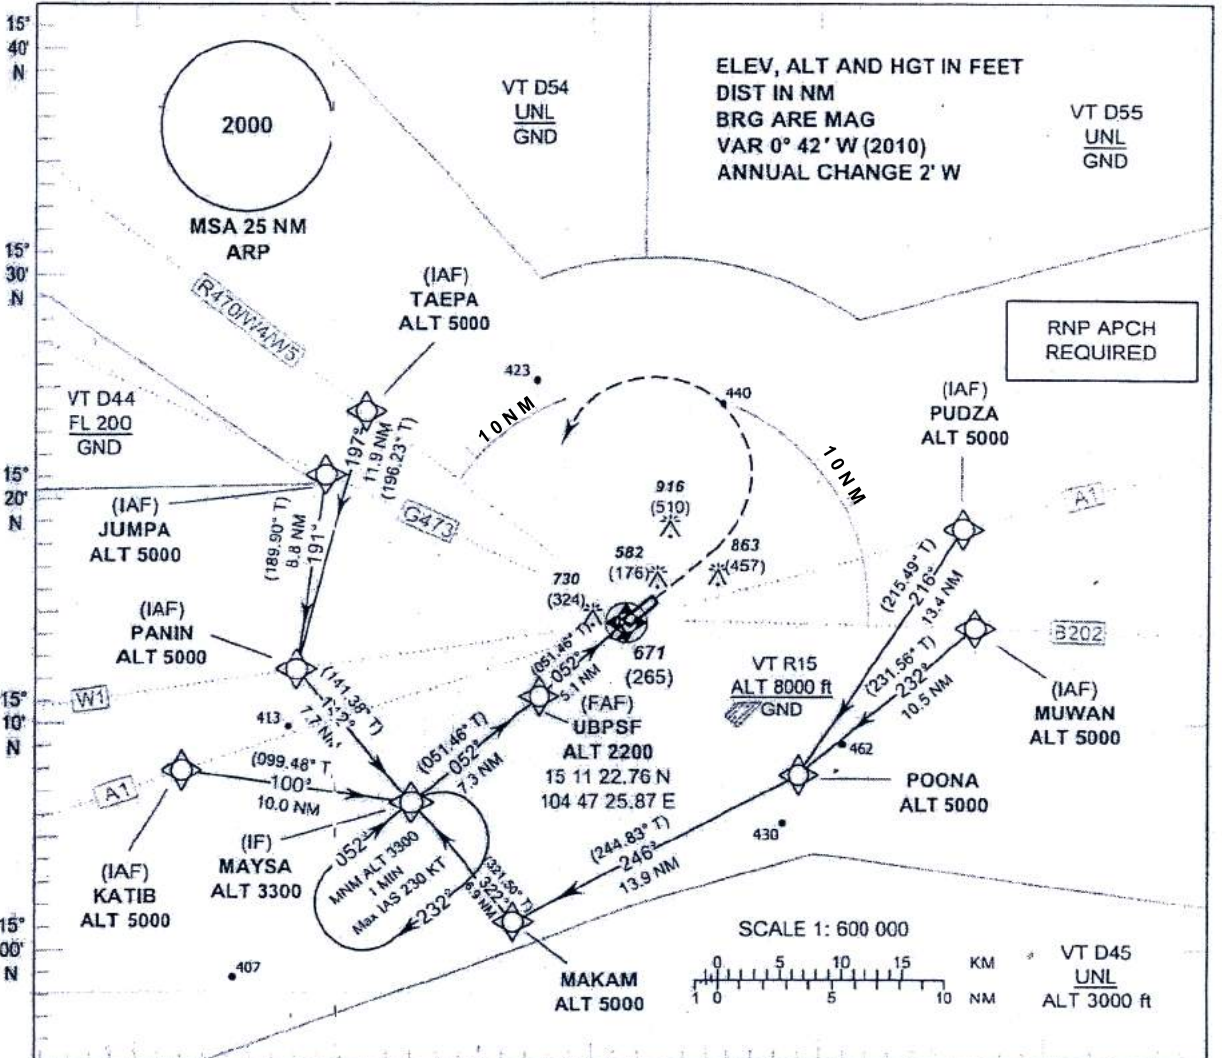 15°
40'
N
2000
MSA 25 NM
ARP
VT D54
UNL
GND
ELEV, ALT AND HGT IN FEET
DIST IN NM
BRG ARE MAG
VAR 0° 42' W (2010)
ANNUAL CHANGE 2' W
VT D55
UNL
GND
15°
30'
N
R470/W4/W5
(IAF)
TAEPA
ALT 5000
RNP APCH
REQUIRED
VT D44
FL 200
GND
423
440
10NM
10NM
(IAF)
PUDZA
ALT 5000
197°
11.9 NM
(196.23° T)
15°
20'
N
(IAF)
JUMPA
ALT 5000
(189.90° T)
8.8 NM
191°
G473
916
(510)
582
(176)
863
(457)
730
(324)
A1
(215.49° T)
216°
13.4 NM
(IAF)
PANIN
ALT 5000
671
(265)
B202
VT R15
ALT 8000 ft
GND
(231.56° T)
232°
10.5 NM
(IAF)
MUWAN
ALT 5000
15°
10'
N
W1
413
(141.38° T)
142°
7.7 NM
(051.46° T)
052°
5.1 NM
(FAF)
UBPSF
ALT 2200
15 11 22.76 N
104 47 25.87 E
(051.46° T)
052°
7.3 NM
462
POONA
ALT 5000
430
A1
(099.48° T
100°
10.0 NM
(IAF)
KATIB
ALT 5000
(IF)
MAYSA
ALT 3300
052°
MNM ALT 3300
1 MIN
Max IAS 230 KT
232°
(321.50° T)
322°
6.9 NM
(244.83° T)
246°
13.9 NM
MAKAM
ALT 5000
15°
00'
N
407
SCALE 1: 600 000
0 5 10 15 KM
1 0 5 10 NM
VT D45
UNL
ALT 3000 ft